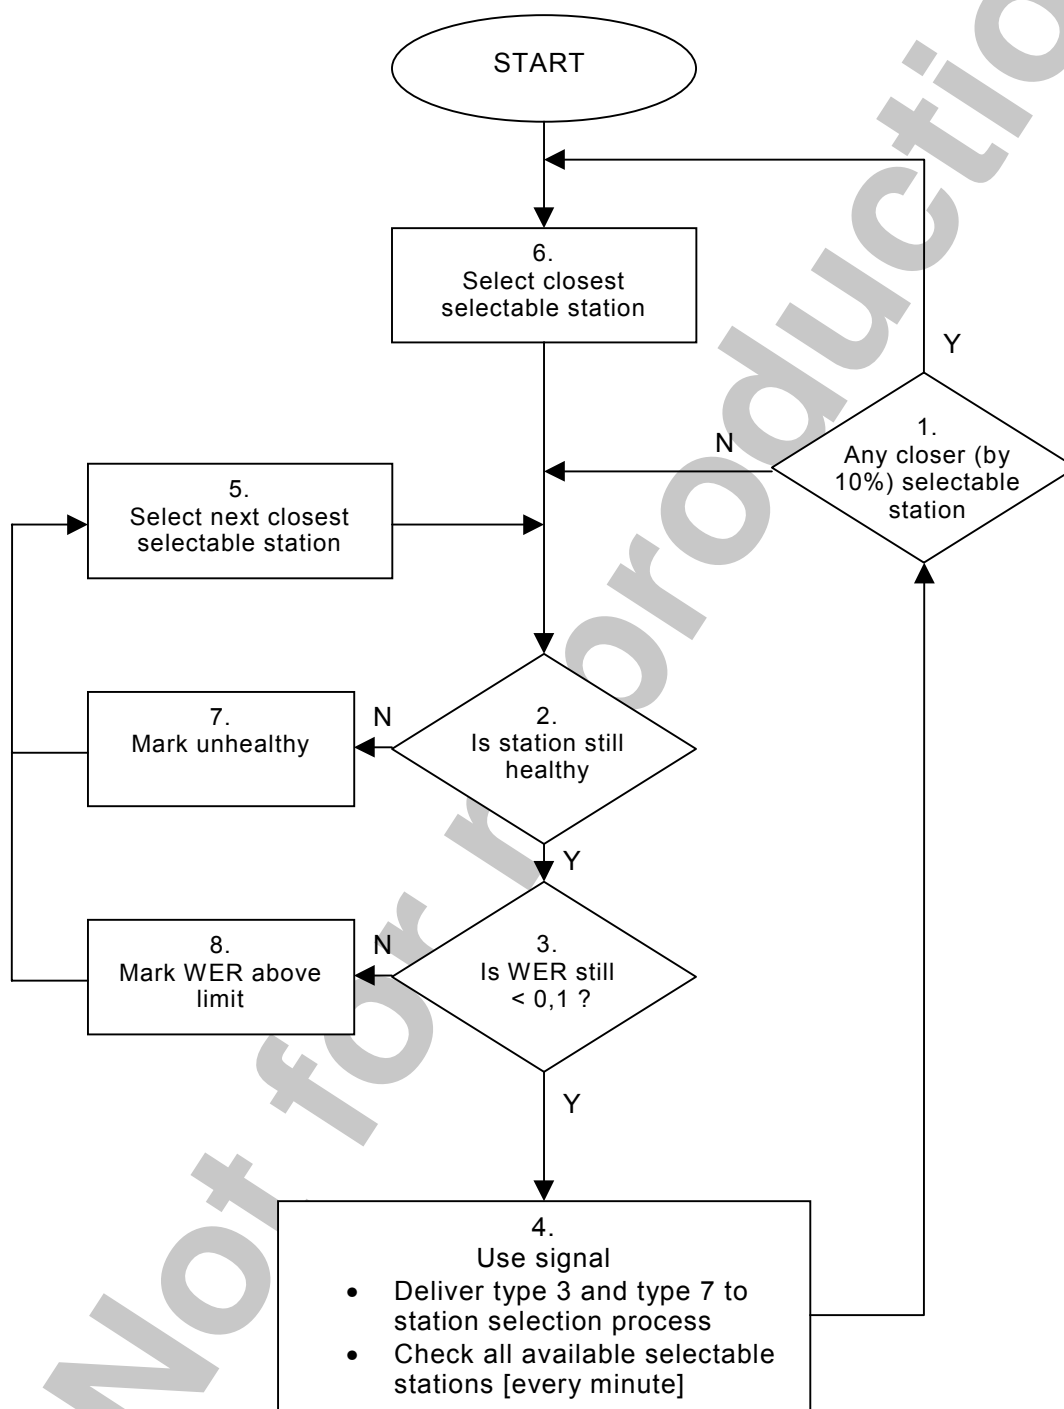 START
6.
Select closest
selectable station
Y
1.
Any closer (by
10%) selectable
station
N
5.
Select next closest
selectable station
2.
Is station still
healthy
N
7.
Mark unhealthy
Y
3.
Is WER still
< 0,1 ?
N
8.
Mark WER above
limit
Y
4.
Use signal
• Deliver type 3 and type 7 to
station selection process
• Check all available selectable
stations [every minute]
Not for reproductio